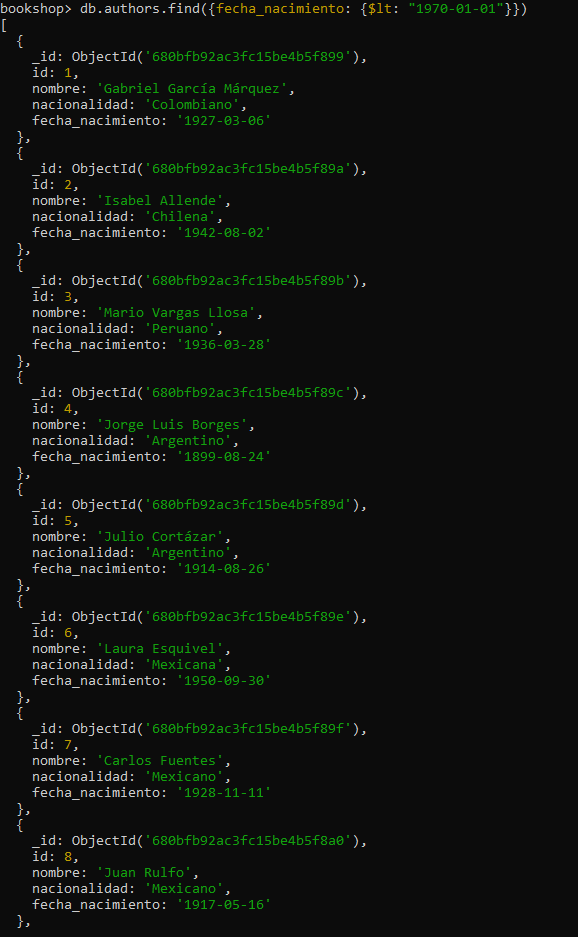 bookshop> db.authors.find({fecha_nacimiento: {$lt: "1970-01-01"}})
[
  {
    _id: ObjectId('680bfb92ac3fc15be4b5f899'),
    id: 1,
    nombre: 'Gabriel García Márquez',
    nacionalidad: 'Colombiano',
    fecha_nacimiento: '1927-03-06'
  },
  {
    _id: ObjectId('680bfb92ac3fc15be4b5f89a'),
    id: 2,
    nombre: 'Isabel Allende',
    nacionalidad: 'Chilena',
    fecha_nacimiento: '1942-08-02'
  },
  {
    _id: ObjectId('680bfb92ac3fc15be4b5f89b'),
    id: 3,
    nombre: 'Mario Vargas Llosa',
    nacionalidad: 'Peruano',
    fecha_nacimiento: '1936-03-28'
  },
  {
    _id: ObjectId('680bfb92ac3fc15be4b5f89c'),
    id: 4,
    nombre: 'Jorge Luis Borges',
    nacionalidad: 'Argentino',
    fecha_nacimiento: '1899-08-24'
  },
  {
    _id: ObjectId('680bfb92ac3fc15be4b5f89d'),
    id: 5,
    nombre: 'Julio Cortázar',
    nacionalidad: 'Argentino',
    fecha_nacimiento: '1914-08-26'
  },
  {
    _id: ObjectId('680bfb92ac3fc15be4b5f89e'),
    id: 6,
    nombre: 'Laura Esquivel',
    nacionalidad: 'Mexicana',
    fecha_nacimiento: '1950-09-30'
  },
  {
    _id: ObjectId('680bfb92ac3fc15be4b5f89f'),
    id: 7,
    nombre: 'Carlos Fuentes',
    nacionalidad: 'Mexicano',
    fecha_nacimiento: '1928-11-11'
  },
  {
    _id: ObjectId('680bfb92ac3fc15be4b5f8a0'),
    id: 8,
    nombre: 'Juan Rulfo',
    nacionalidad: 'Mexicano',
    fecha_nacimiento: '1917-05-16'
  },